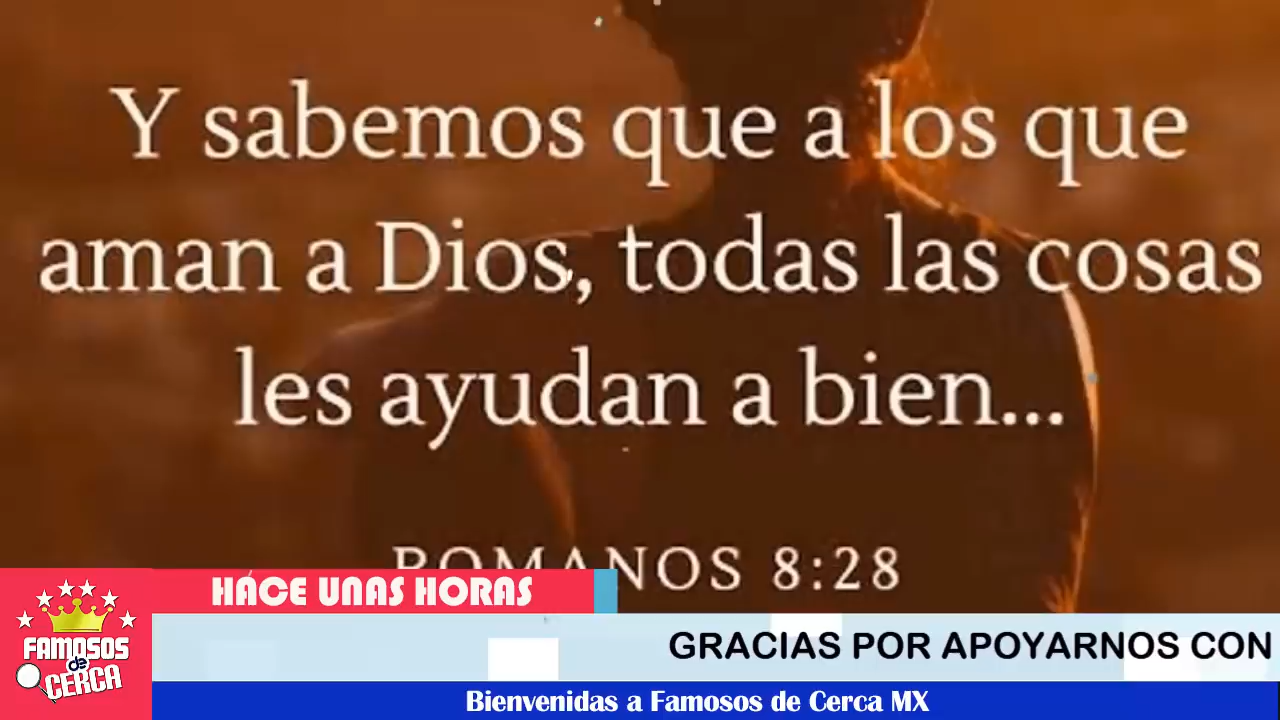 Y sabemos que a los que
aman a Dios, todas las cosas
les ayudan a bien...
ROMANOS 8:28
HACE UNAS HORAS
FAMOSOS
de
CERCA
GRACIAS POR APOYARNOS CON
Bienvenidas a Famosos de Cerca MX